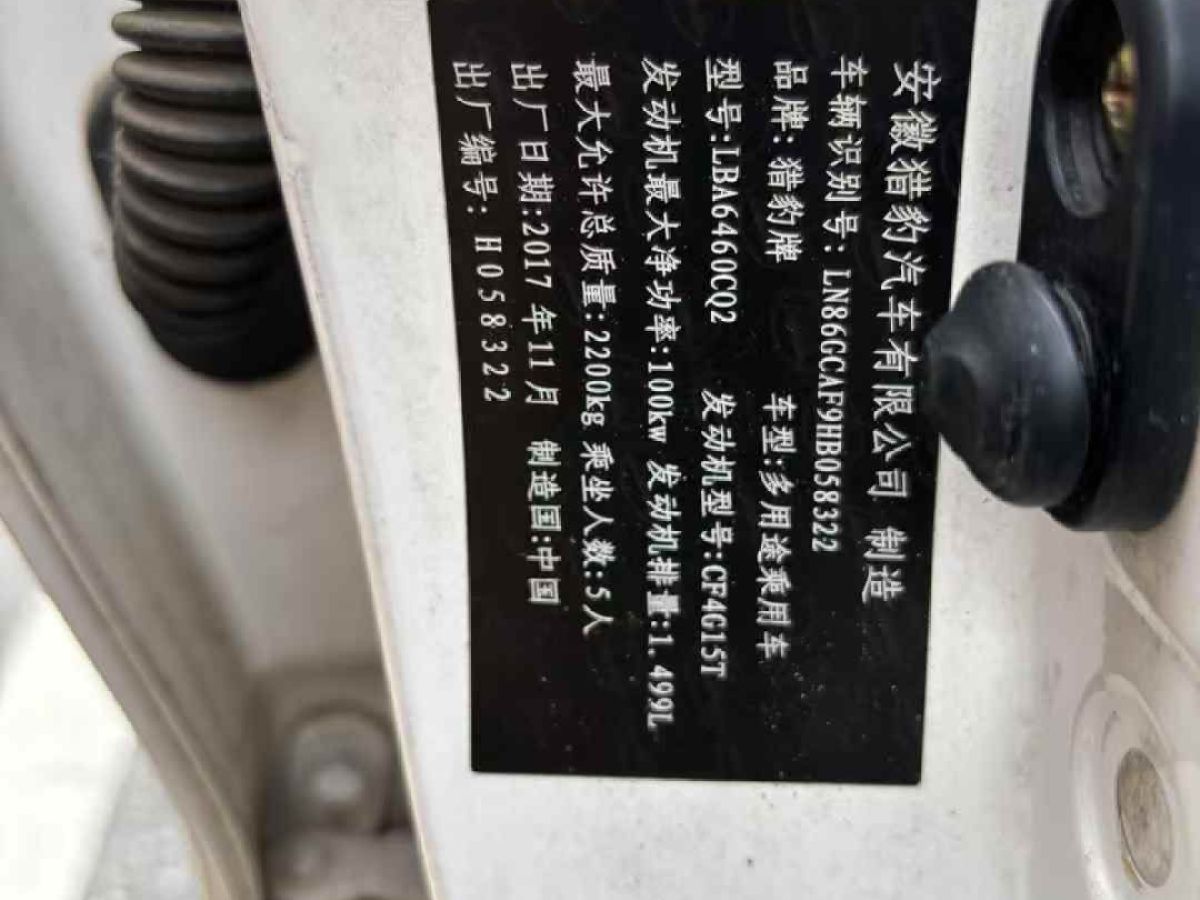 安徽猎豹汽车有限公司 制造
车辆识别号: LN86GCAF9HB058322
品牌: 猎豹牌 车型:多用途乘用车
型号:LBA6460CQ2 发动机型号:CF4G15T
发动机最大净功率:100kw 发动机排量:1.499L
最大允许总质量:2200kg 乘坐人数:5人
出厂日期:2017 年11月 制造国:中国
出厂编号: H058322